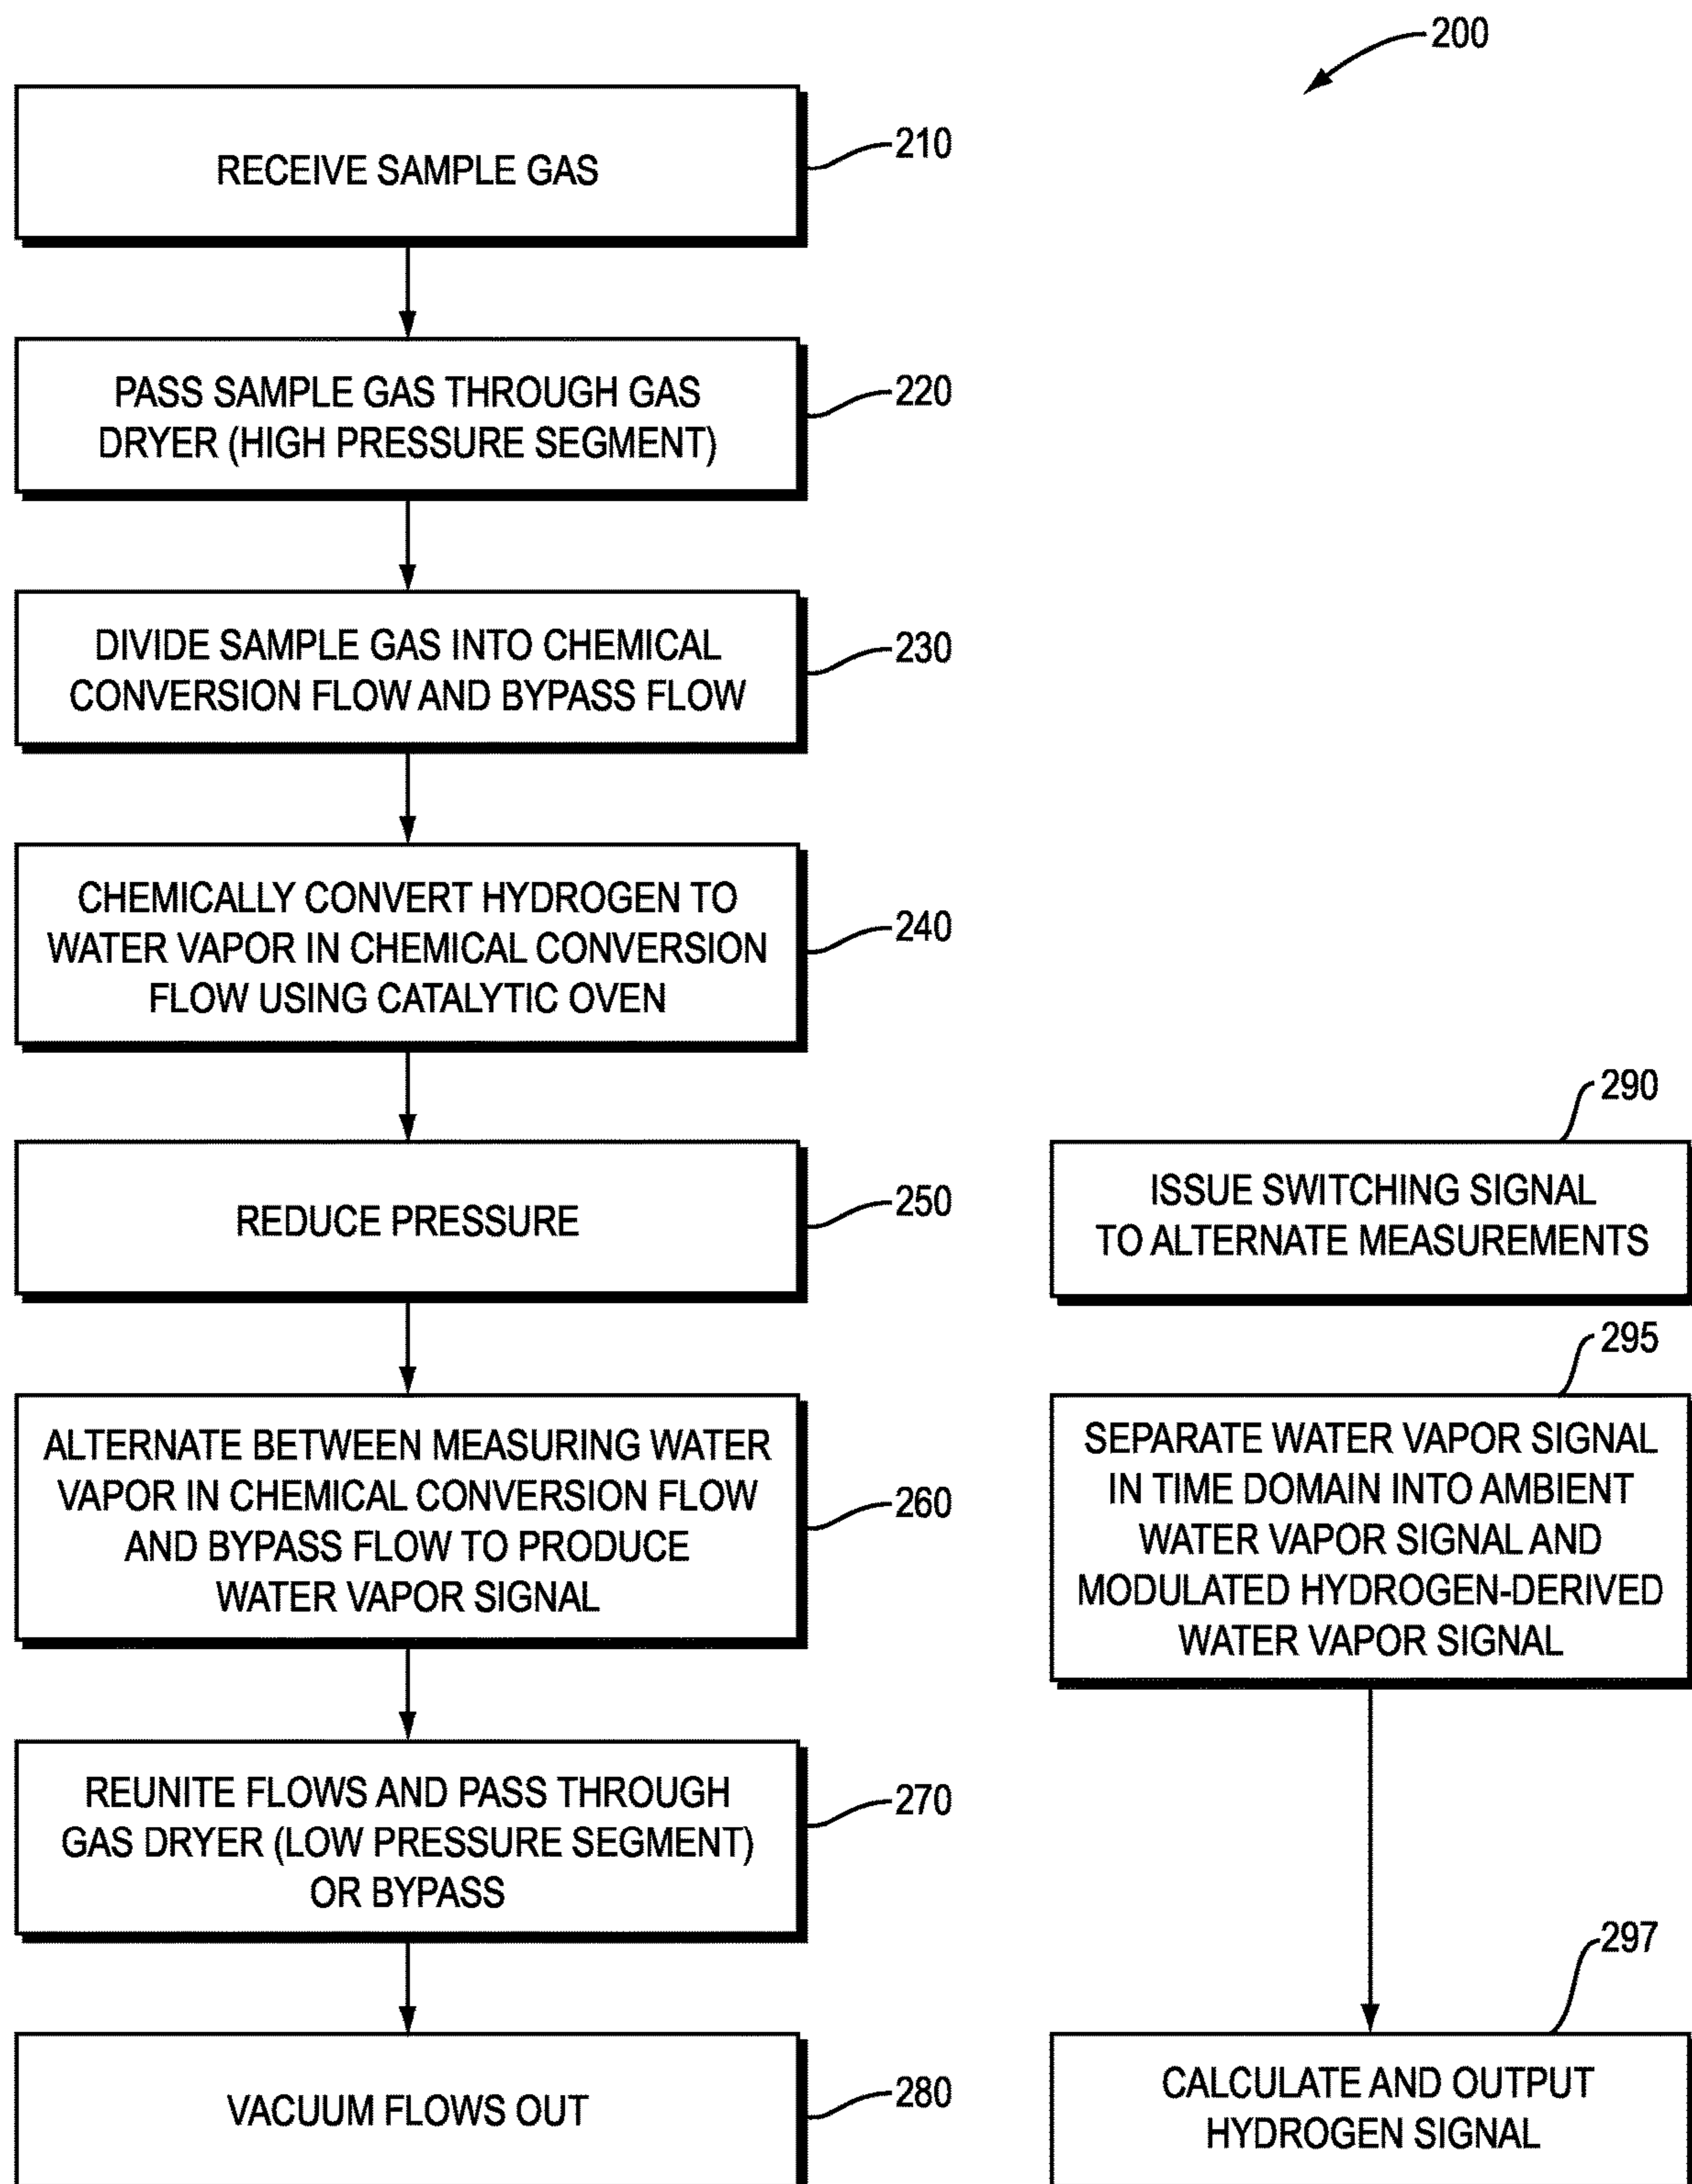 200
RECEIVE SAMPLE GAS
210
PASS SAMPLE GAS THROUGH GAS
DRYER (HIGH PRESSURE SEGMENT)
220
DIVIDE SAMPLE GAS INTO CHEMICAL
CONVERSION FLOW AND BYPASS FLOW
230
CHEMICALLY CONVERT HYDROGEN TO
WATER VAPOR IN CHEMICAL CONVERSION
FLOW USING CATALYTIC OVEN
240
REDUCE PRESSURE
250
ALTERNATE BETWEEN MEASURING WATER
VAPOR IN CHEMICAL CONVERSION FLOW
AND BYPASS FLOW TO PRODUCE
WATER VAPOR SIGNAL
260
REUNITE FLOWS AND PASS THROUGH
GAS DRYER (LOW PRESSURE SEGMENT)
OR BYPASS
270
VACUUM FLOWS OUT
280
290
ISSUE SWITCHING SIGNAL
TO ALTERNATE MEASUREMENTS
295
SEPARATE WATER VAPOR SIGNAL
IN TIME DOMAIN INTO AMBIENT
WATER VAPOR SIGNAL AND
MODULATED HYDROGEN-DERIVED
WATER VAPOR SIGNAL
297
CALCULATE AND OUTPUT
HYDROGEN SIGNAL